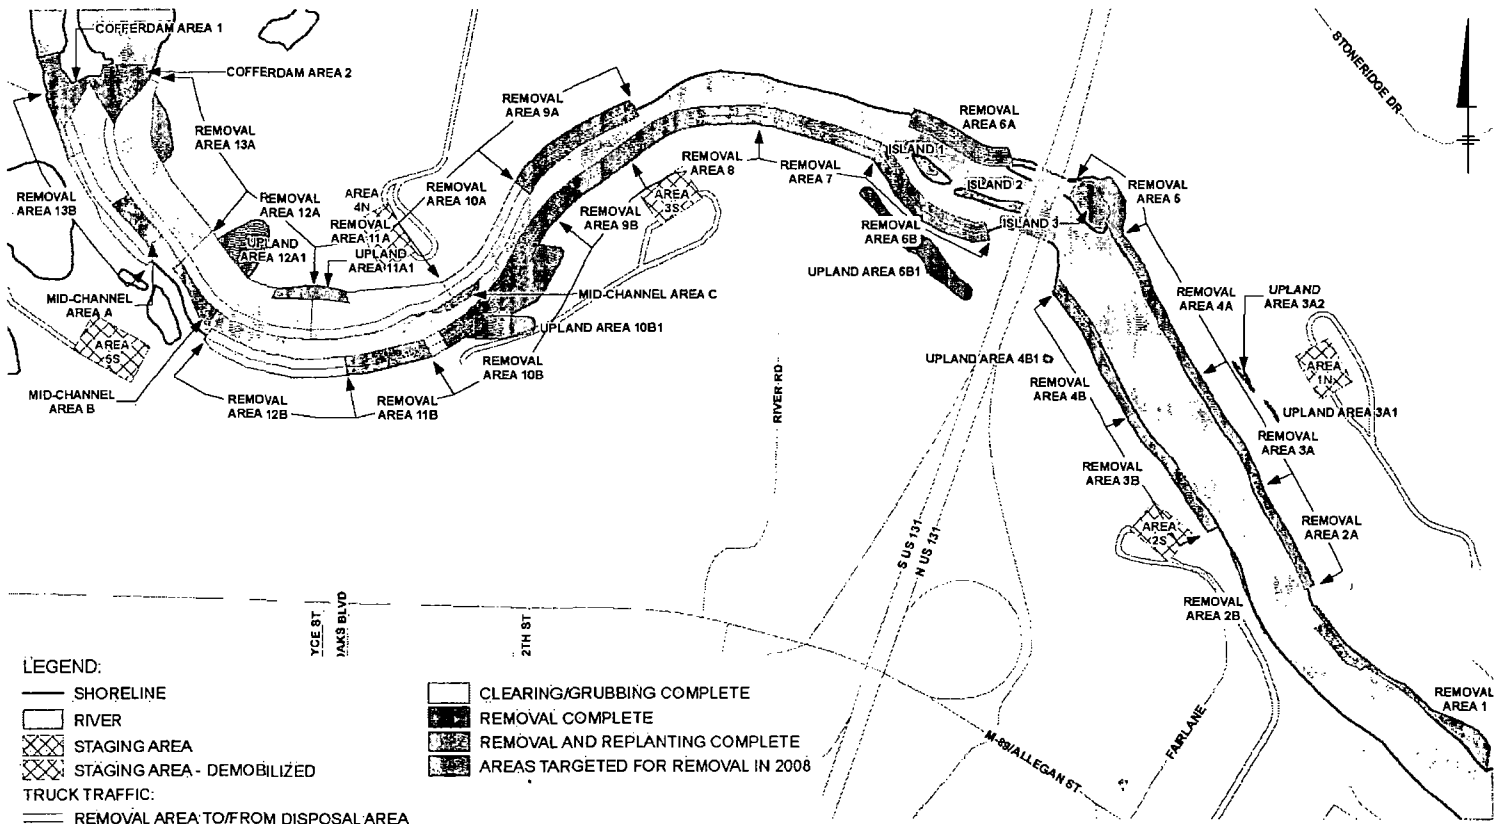 COFFERDAM AREA 1
COFFERDAM AREA 2
REMOVAL
AREA 13A
REMOVAL
AREA 13B
REMOVAL
AREA 12A
UPLAND
AREA 12A1
AREA
4N
REMOVAL
AREA 11A
UPLAND
AREA 11A1
REMOVAL
AREA 10A
REMOVAL
AREA 9A
REMOVAL
AREA 9B
REMOVAL
AREA 8
AREA
3S
REMOVAL
AREA 7
REMOVAL
AREA 6A
ISLAND 1
ISLAND 2
ISLAND 3
REMOVAL
AREA 6B
UPLAND AREA 6B1
REMOVAL
AREA 5
STONERIDGE DR
MID-CHANNEL
AREA A
AREA
5S
MID-CHANNEL
AREA B
MID-CHANNEL AREA C
UPLAND AREA 10B1
REMOVAL
AREA 10B
REMOVAL
AREA 11B
REMOVAL
AREA 12B
REMOVAL
AREA 4A
UPLAND
AREA 3A2
AREA
1N
UPLAND AREA 3A1
UPLAND AREA 4B1
REMOVAL
AREA 4B
REMOVAL
AREA 3A
REMOVAL
AREA 3B
AREA
2S
REMOVAL
AREA 2A
REMOVAL
AREA 2B
REMOVAL
AREA 1
RIVER RD
S US 131
N US 131
YCE ST
JAKS BLVD
2TH ST
M-89/ALLEGAN ST
FAIRLANE
LEGEND:
SHORELINE
RIVER
STAGING AREA
STAGING AREA - DEMOBILIZED
TRUCK TRAFFIC:
REMOVAL AREA TO/FROM DISPOSAL AREA
CLEARING/GRUBBING COMPLETE
REMOVAL COMPLETE
REMOVAL AND REPLANTING COMPLETE
AREAS TARGETED FOR REMOVAL IN 2008